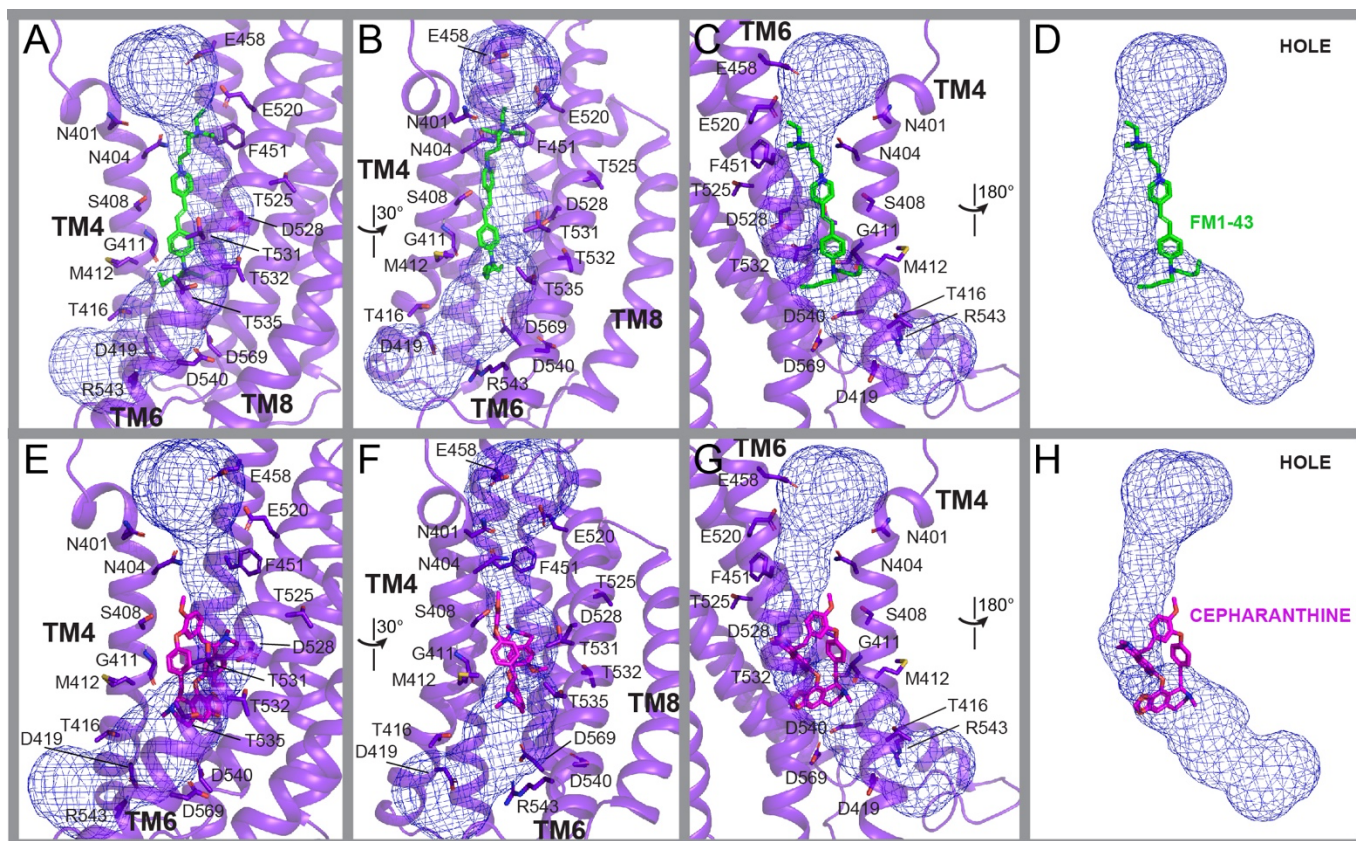 A
E458
E520
N401
N404
F451
T525
S408
TM4
D528
G411
T531
M412
T532
T416
T535
D419
D569
R543
D540
TM6
TM8
B
E458
N401
E520
N404
F451
TM4
T525
S408
30°
D528
G411
T531
M412
T532
T535
T416
D569
TM8
D419
D540
R543
TM6
C
TM6
E458
TM4
E520
N401
F451
N404
T525
S408
180°
D528
G411
T532
M412
T416
D540
R543
D569
D419
D
HOLE
FM1-43
E
E458
E520
N401
N404
F451
T525
S408
TM4
D528
G411
T531
M412
T532
T416
T535
D419
D540
R543
D569
TM6
F
E458
N401
E520
N404
F451
TM4
T525
S408
D528
30°
G411
T531
M412
T532
T535
TM8
T416
D419
D569
D540
R543
TM6
G
TM6
E458
TM4
E520
N401
F451
N404
T525
S408
180°
D528
G411
T532
M412
T416
D540
R543
D569
D419
H
HOLE
CEPHARANTHINE